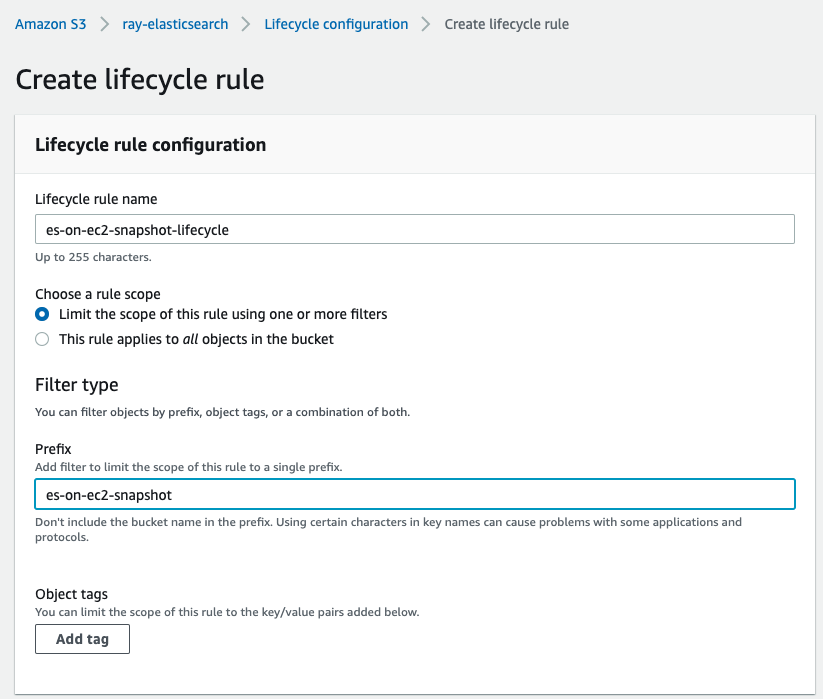 Amazon S3 > ray-elasticsearch > Lifecycle configuration > Create lifecycle rule
Create lifecycle rule
Lifecycle rule configuration
Lifecycle rule name
es-on-ec2-snapshot-lifecycle
Up to 255 characters.
Choose a rule scope
Limit the scope of this rule using one or more filters
This rule applies to all objects in the bucket
Filter type
You can filter objects by prefix, object tags, or a combination of both.
Prefix
Add filter to limit the scope of this rule to a single prefix.
es-on-ec2-snapshot
Don't include the bucket name in the prefix. Using certain characters in key names can cause problems with some applications and
protocols.
Object tags
You can limit the scope of this rule to the key/value pairs added below.
Add tag